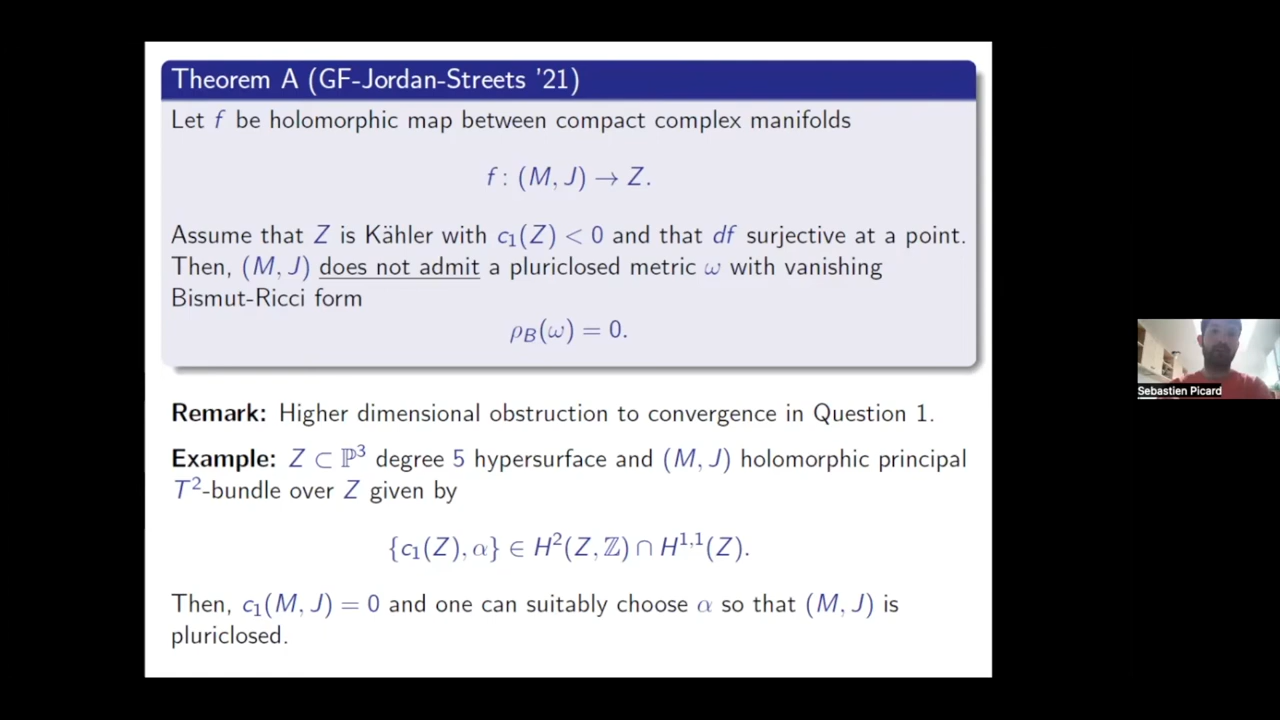 Theorem A (GF-Jordan-Streets '21)
Let f be holomorphic map between compact complex manifolds
f : (M, J) → Z.
Assume that Z is Kähler with c₁(Z) < 0 and that df surjective at a point.
Then, (M, J) does not admit a pluriclosed metric ω with vanishing
Bismut-Ricci form
ρ_B(ω) = 0.
Remark: Higher dimensional obstruction to convergence in Question 1.
Example: Z ⊂ ℙ³ degree 5 hypersurface and (M, J) holomorphic principal
T²-bundle over Z given by
{c₁(Z), α} ∈ H²(Z, ℤ) ∩ H^{1,1}(Z).
Then, c₁(M, J) = 0 and one can suitably choose α so that (M, J) is
pluriclosed.
Sebastien Picard